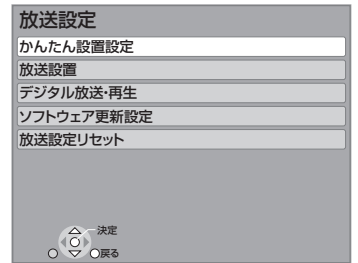 放送設定
かんたん設置設定
放送設置
デジタル放送・再生
ソフトウェア更新設定
放送設定リセット
決定
戻る